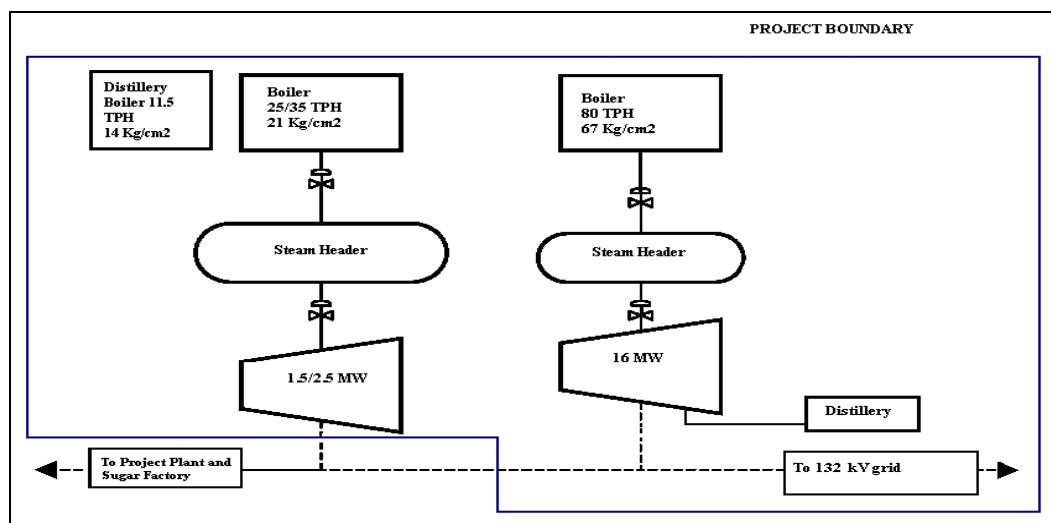 PROJECT BOUNDARY
Distillery
Boiler 11.5
TPH
14 Kg/cm2
Boiler
25/35 TPH
21 Kg/cm2
Boiler
80 TPH
67 Kg/cm2
Steam Header
Steam Header
1.5/2.5 MW
16 MW
Distillery
To Project Plant and
Sugar Factory
To 132 kV grid